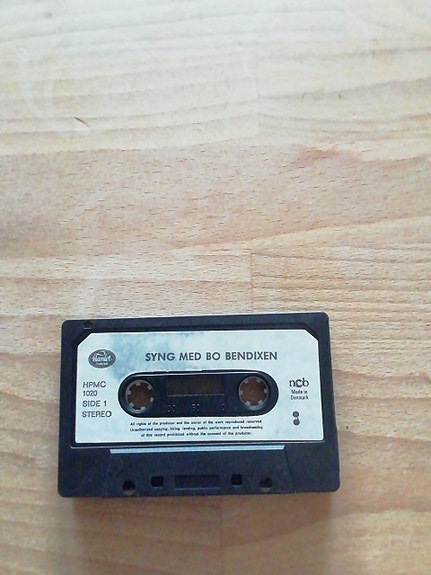 Hamlet
SYNG MED BO BENDIXEN
HPMC
1020
SIDE 1
STEREO
ncb
Made in
Denmark
All rights of the producer and the owner of the work reproduced reserved.
Unauthorized copying, hiring, lending, public performance and broadcasting
of this record prohibited without the consent of the producer.